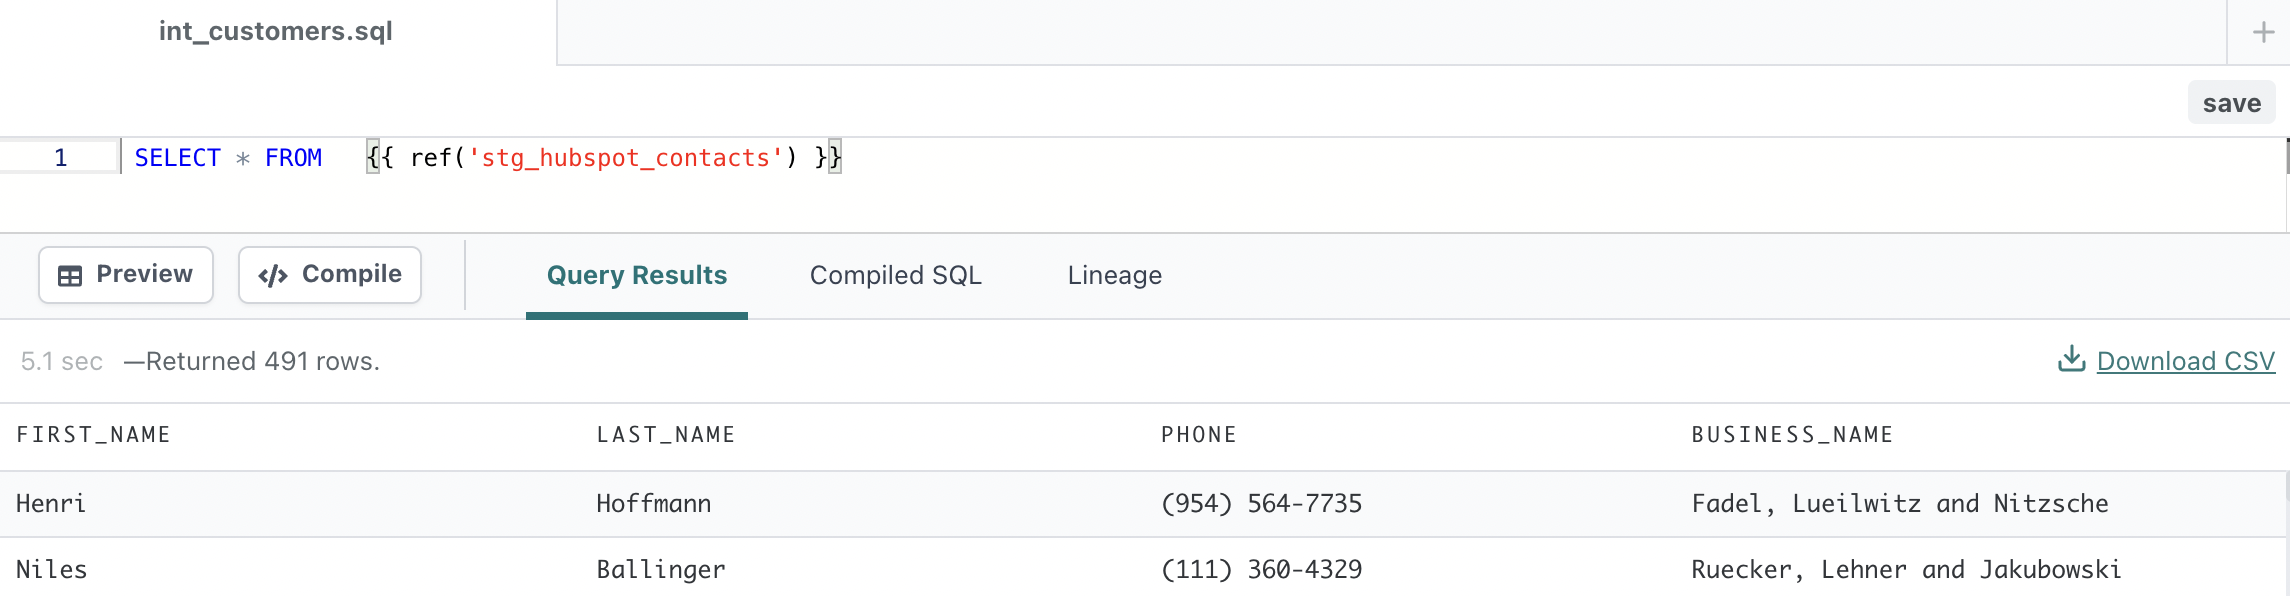 int_customers.sql
save
1 SELECT * FROM {{ ref('stg_hubspot_contacts') }}
Preview Compile Query Results Compiled SQL Lineage
5.1 sec —Returned 491 rows. Download CSV
FIRST_NAME LAST_NAME PHONE BUSINESS_NAME
Henri Hoffmann (954) 564-7735 Fadel, Lueilwitz and Nitzsche
Niles Ballinger (111) 360-4329 Ruecker, Lehner and Jakubowski